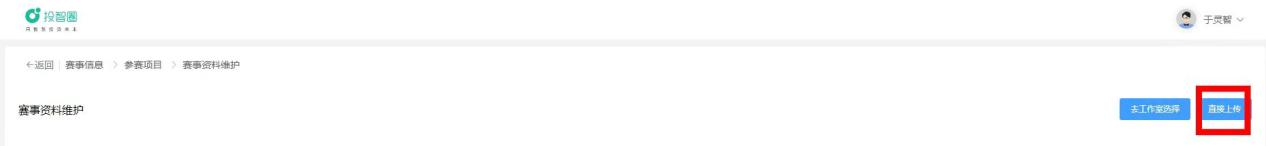 投智圈
于灵智
←返回 | 赛事信息 > 参赛项目 > 赛事资料维护
赛事资料维护
去工作室选择 直接上传